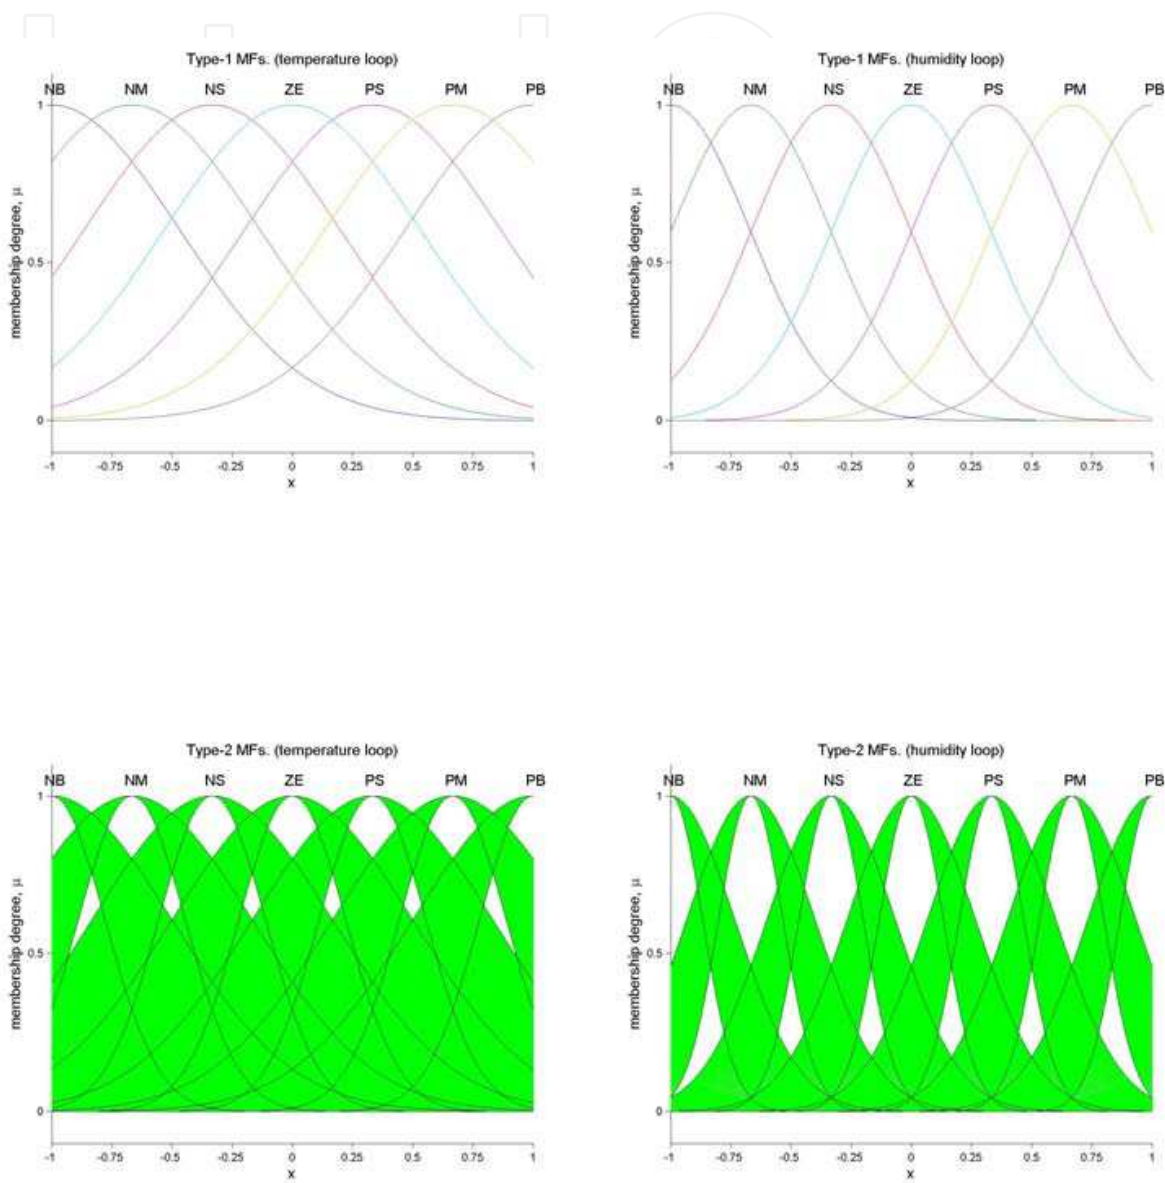 Type-1 MFs. (temperature loop)
NB NM NS ZE PS PM PB
1
0.5
0
membership degree, μ
-1 -0.75 -0.5 -0.25 0 0.25 0.5 0.75 1
x
Type-1 MFs. (humidity loop)
NB NM NS ZE PS PM PB
1
0.5
0
membership degree, μ
-1 -0.75 -0.5 -0.25 0 0.25 0.5 0.75 1
x
Type-2 MFs. (temperature loop)
NB NM NS ZE PS PM PB
1
0.5
0
membership degree, μ
-1 -0.75 -0.5 -0.25 0 0.25 0.5 0.75 1
x
Type-2 MFs. (humidity loop)
NB NM NS ZE PS PM PB
1
0.5
0
membership degree, μ
-1 -0.75 -0.5 -0.25 0 0.25 0.5 0.75 1
x